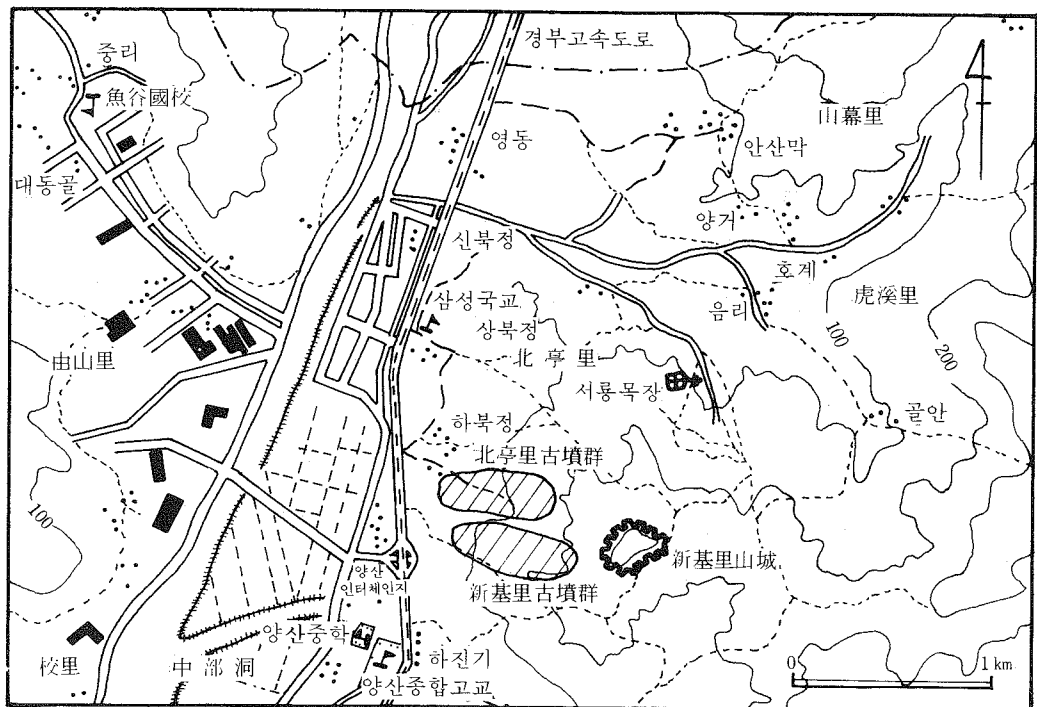 경부고속도로
중리
魚谷國校
山幕里
영동
안산막
대동골
양거
신북정
호계
음리
虎溪里
삼성국교
상북정
北亭里
由山里
서룡목장
100
200
골안
하북정
北亭里古墳群
100
新基里山城
양산
인터체인지
新基里古墳群
양산중학
校里
中部洞
하진기
양산종합고교
0
1 km